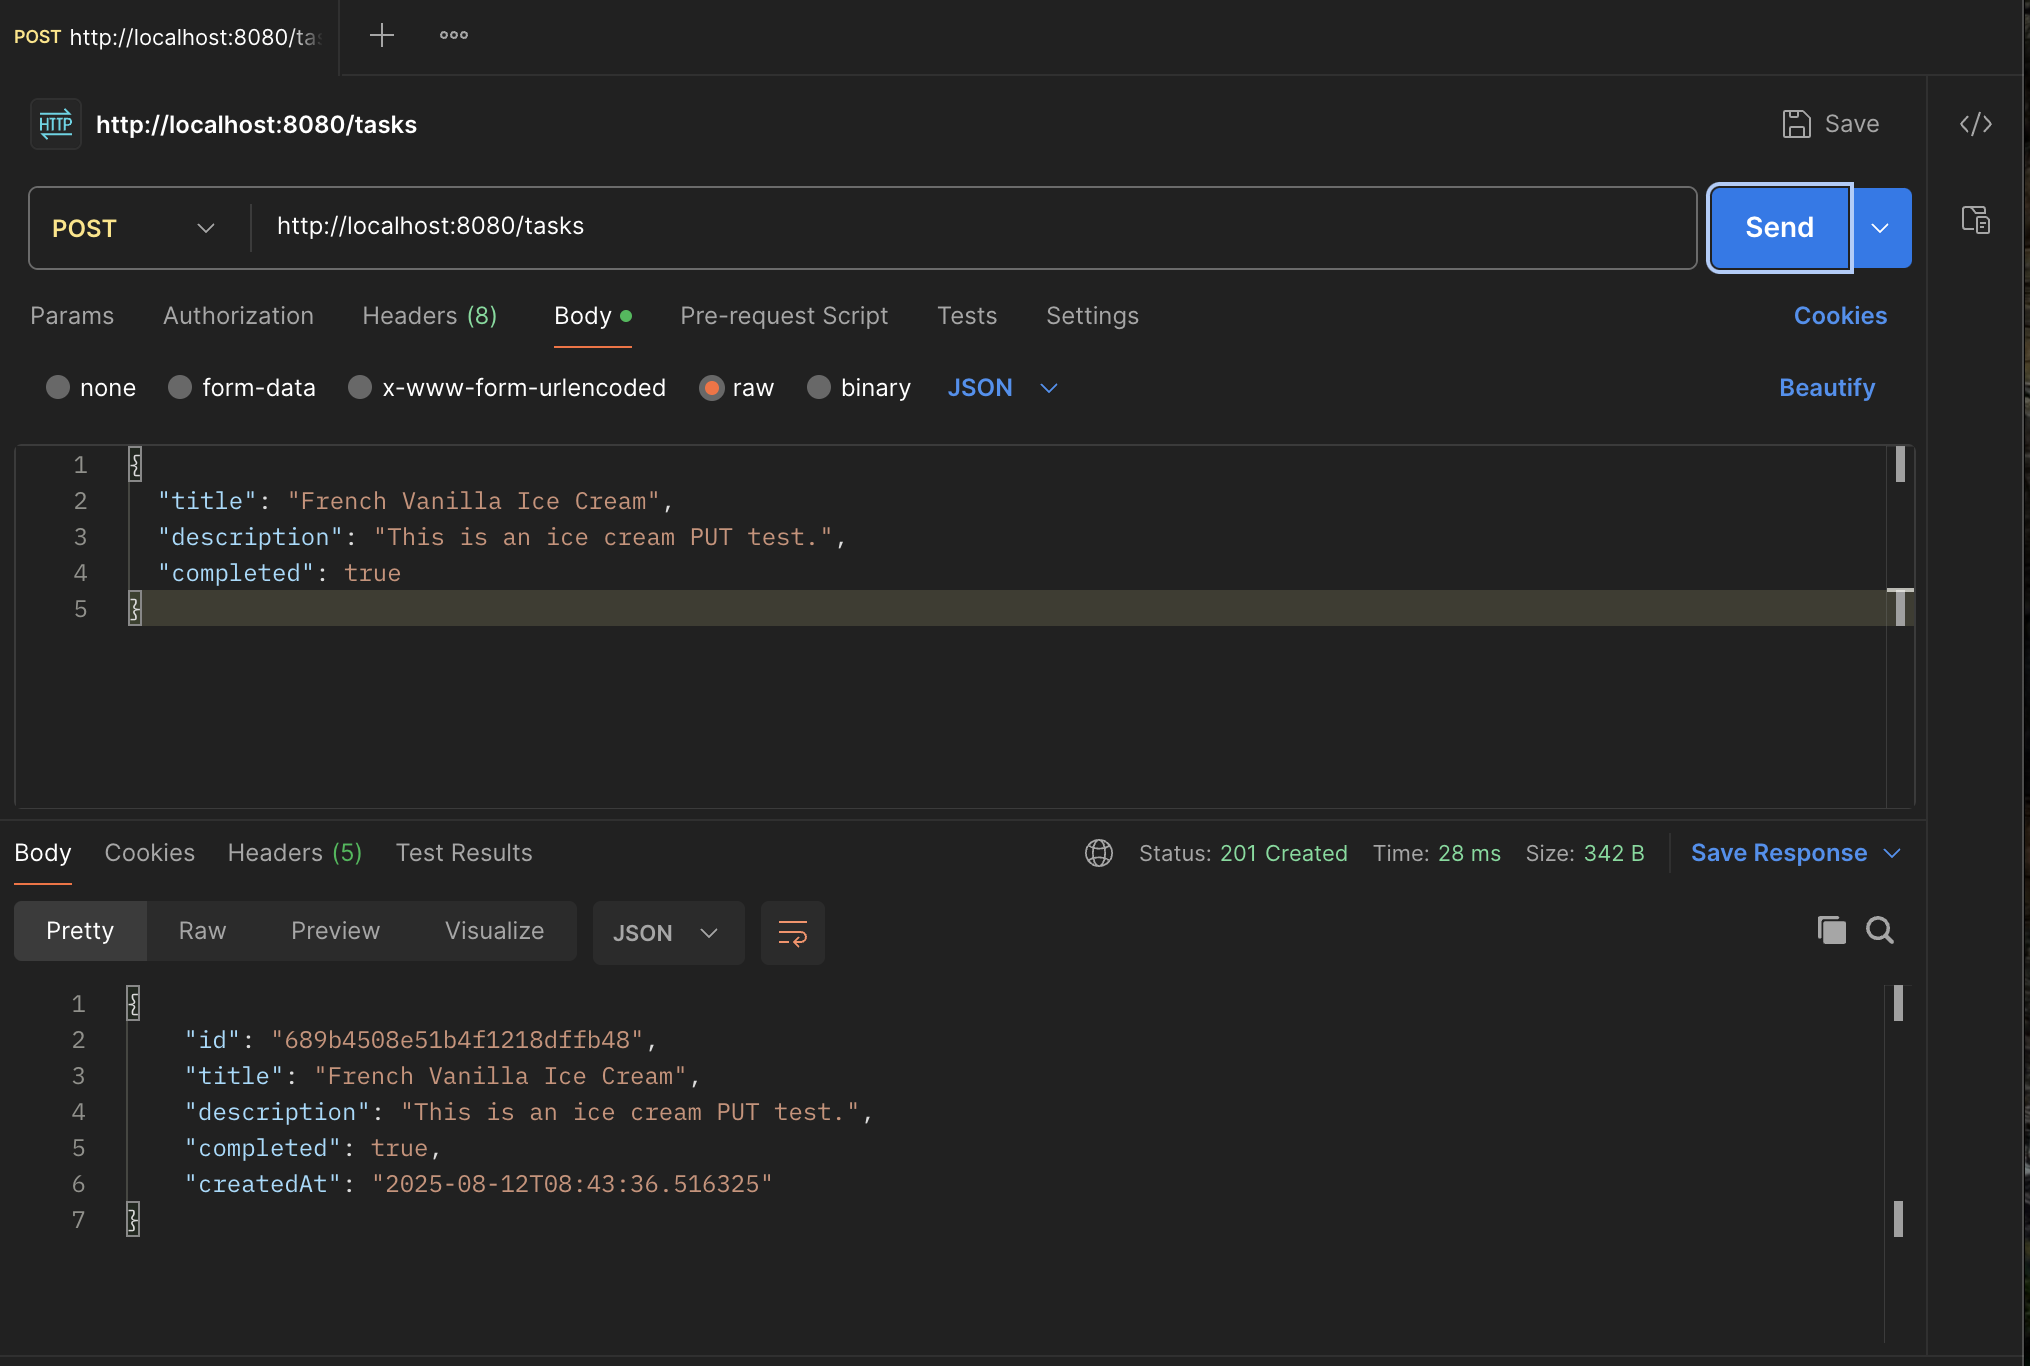 POST http://localhost:8080/tas
HTTP http://localhost:8080/tasks
Save
POST
http://localhost:8080/tasks
Send
Params Authorization Headers (8) Body Pre-request Script Tests Settings Cookies
none form-data x-www-form-urlencoded raw binary JSON Beautify
1 {
2 "title": "French Vanilla Ice Cream",
3 "description": "This is an ice cream PUT test.",
4 "completed": true
5 }
Body Cookies Headers (5) Test Results Status: 201 Created Time: 28 ms Size: 342 B Save Response
Pretty Raw Preview Visualize JSON
1 {
2 "id": "689b4508e51b4f1218dffb48",
3 "title": "French Vanilla Ice Cream",
4 "description": "This is an ice cream PUT test.",
5 "completed": true,
6 "createdAt": "2025-08-12T08:43:36.516325"
7 }